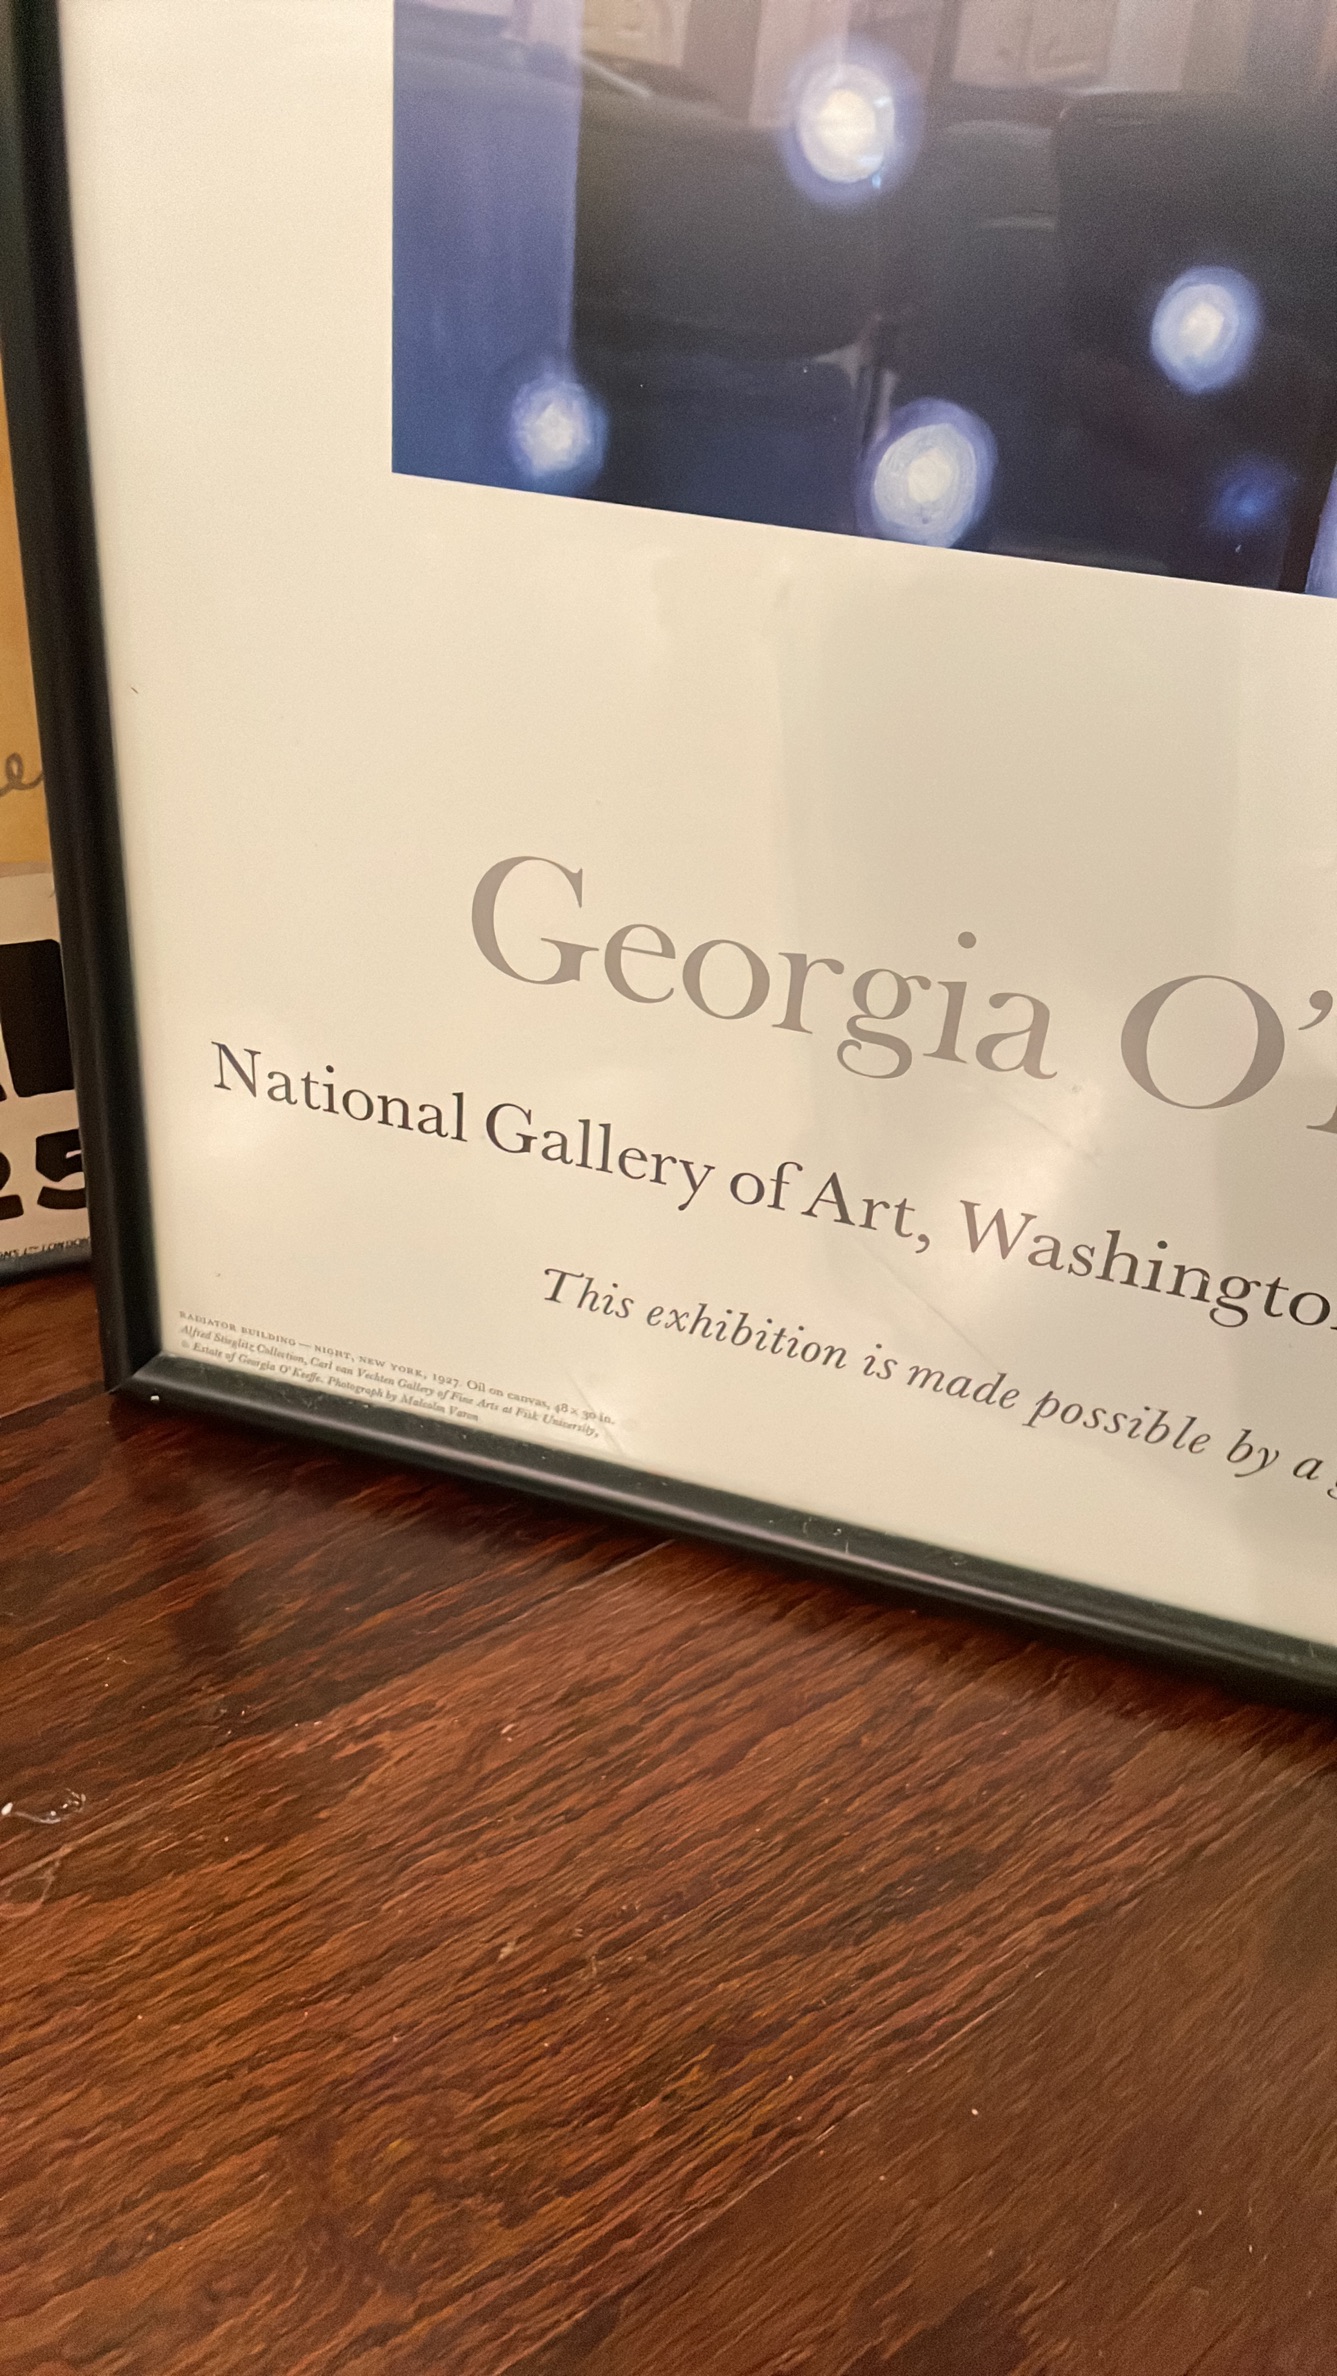 Georgia O'
National Gallery of Art, Washingto
This exhibition is made possible by a
RADIATOR BUILDING — NIGHT, NEW YORK, 1927. Oil on canvas, 48 x 30 in.
Alfred Stieglitz Collection, Carl van Vechten Gallery of Fine Arts at Fisk University,
© Estate of Georgia O'Keeffe. Photograph by Malcolm Varon
25
LONDON